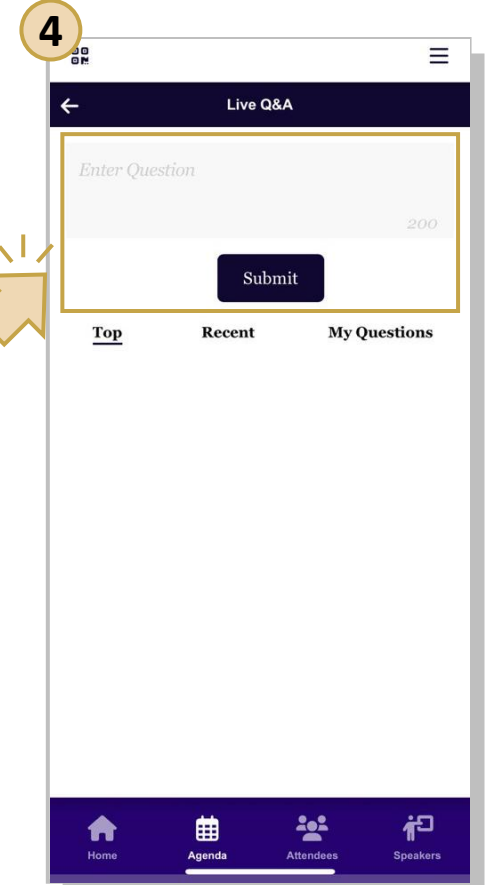 4
Live Q&A
Enter Question
200
Submit
Top Recent My Questions
Home Agenda Attendees Speakers